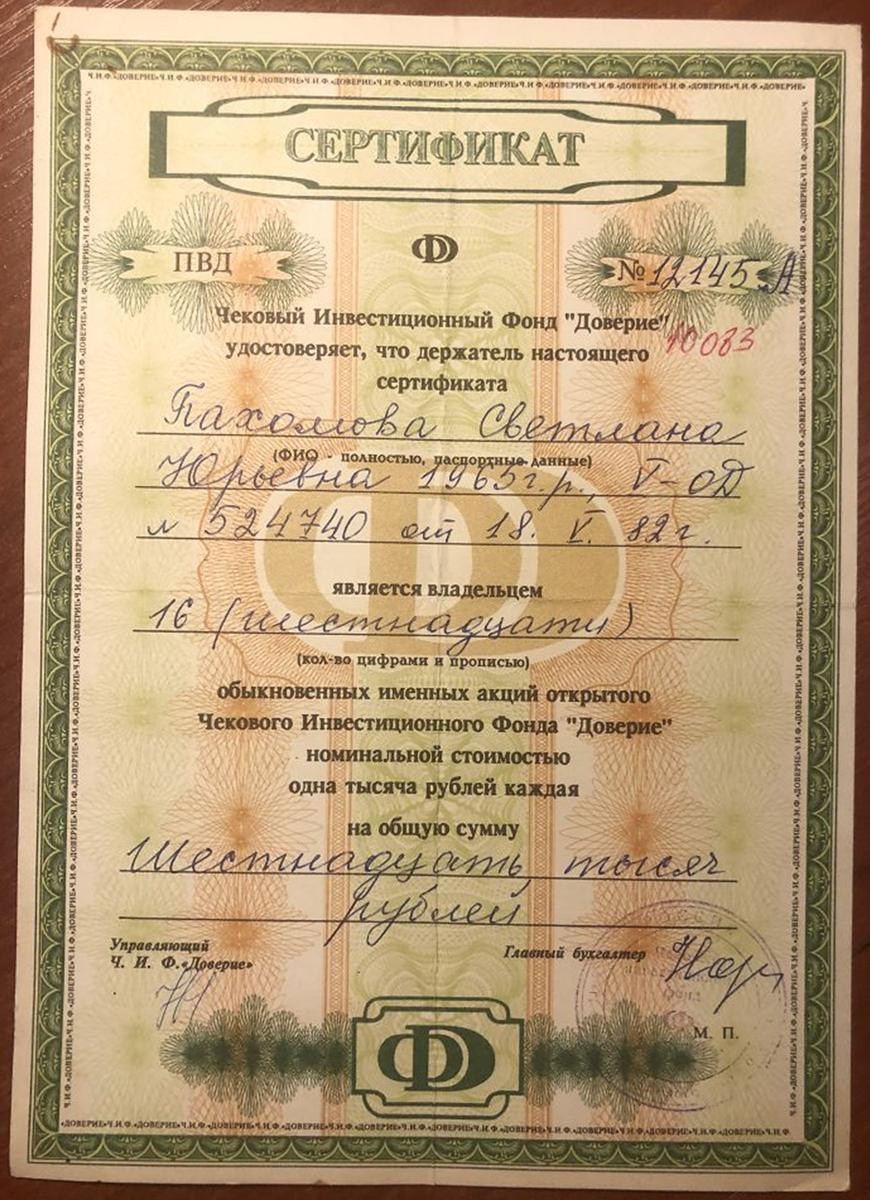 СЕРТИФИКАТ
ПВД
№ 12145 А
Чековый Инвестиционный Фонд "Доверие"
10083
удостоверяет, что держатель настоящего
сертификата
Пахомова Светлана
(ФИО - полностью, паспортные данные)
Юрьевна 1965г.р., V-ОД
№ 524740 от 18. V. 82 г.
является владельцем
16 (шестнадцати)
(кол-во цифрами и прописью)
обыкновенных именных акций открытого
Чекового Инвестиционного Фонда "Доверие"
номинальной стоимостью
одна тысяча рублей каждая
на общую сумму
Шестнадцать тысяч
рублей
Управляющий
Ч. И. Ф.«Доверие»
Главный бухгалтер
М. П.